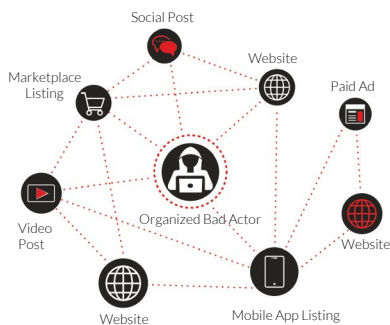 Social Post
Website
Marketplace
Listing
Paid Ad
Organized Bad Actor
Video
Post
Website
Mobile App Listing
Website